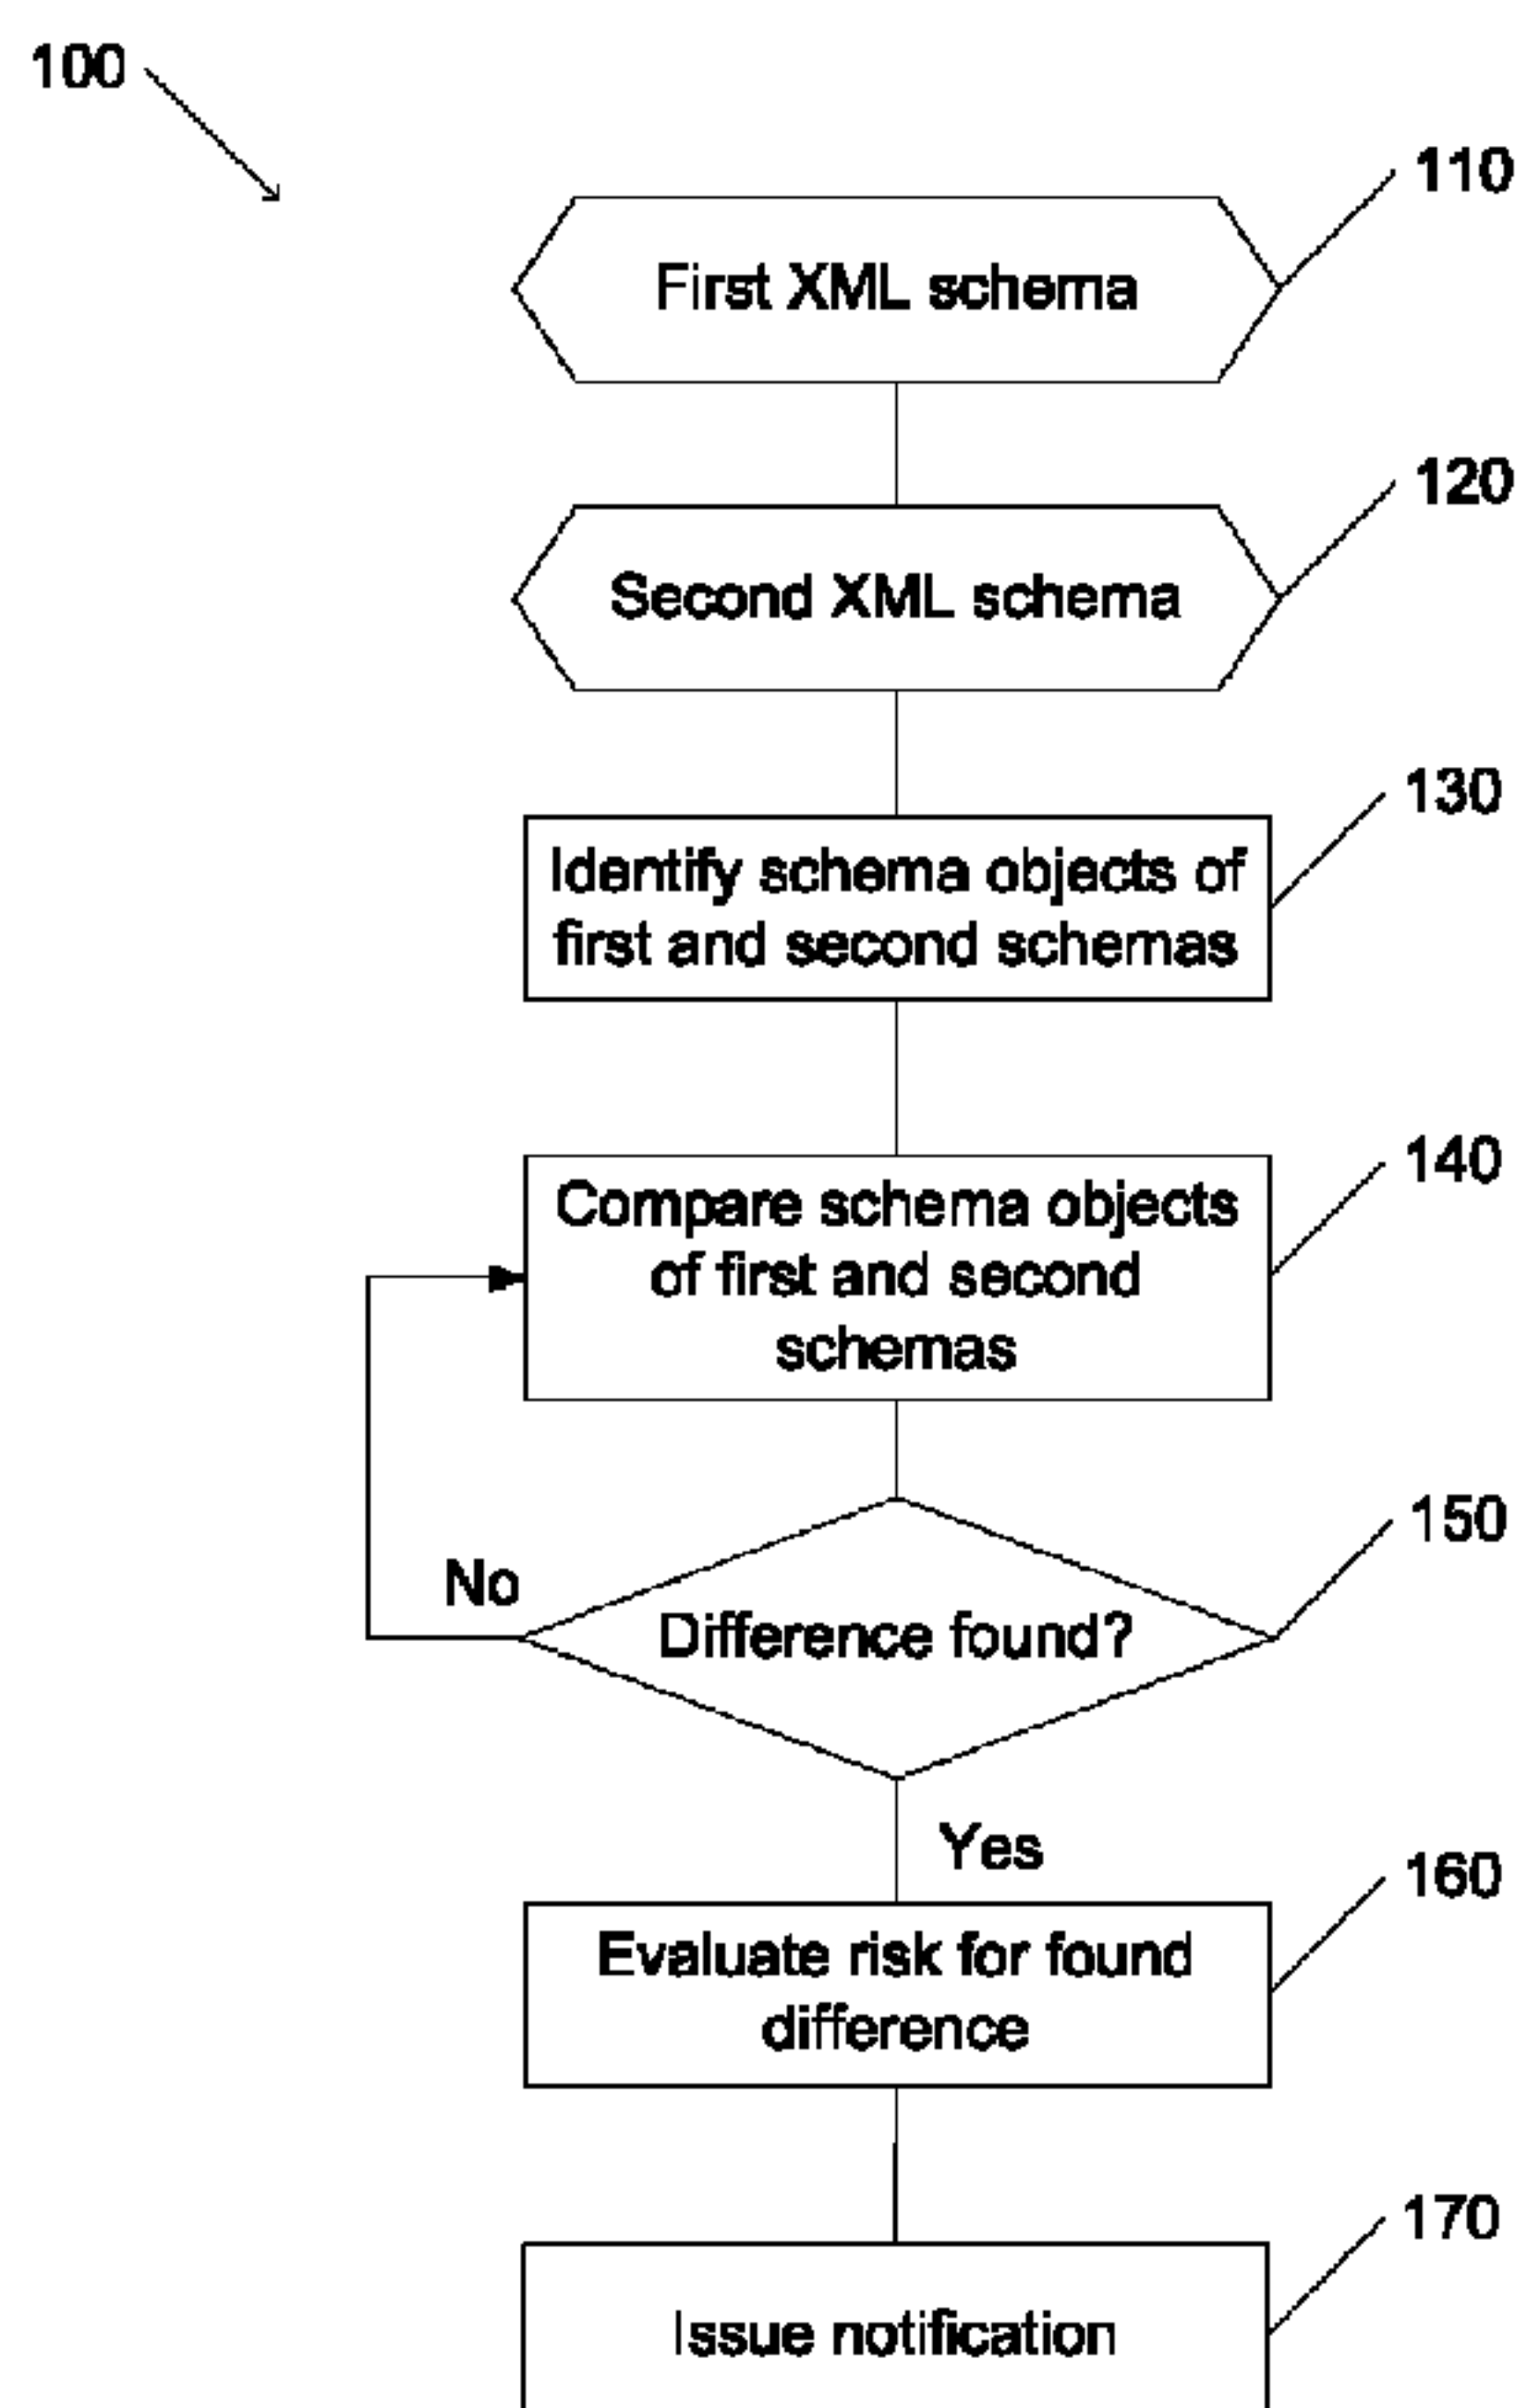 100
110
First XML schema
120
Second XML schema
130
Identify schema objects of
first and second schemas
140
Compare schema objects
of first and second
schemas
150
No
Difference found?
Yes
160
Evaluate risk for found
difference
170
Issue notification